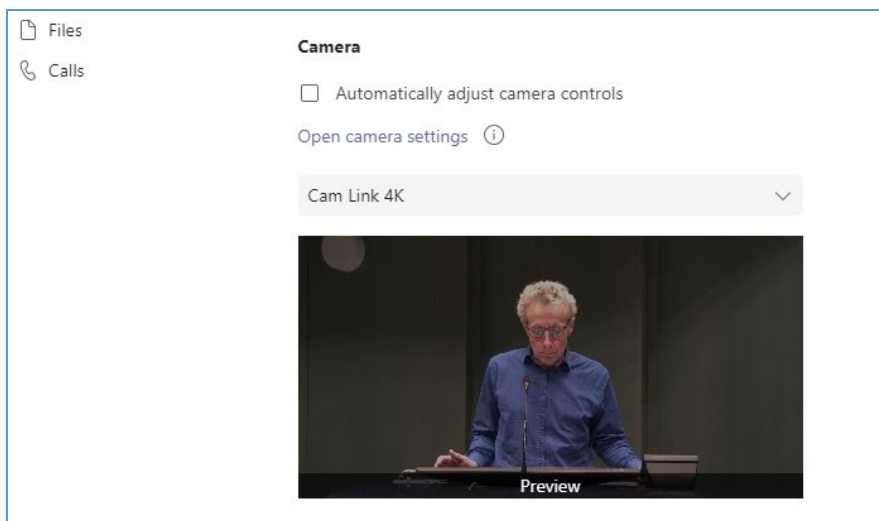 Files
Calls
Camera
Automatically adjust camera controls
Open camera settings
Cam Link 4K
Preview